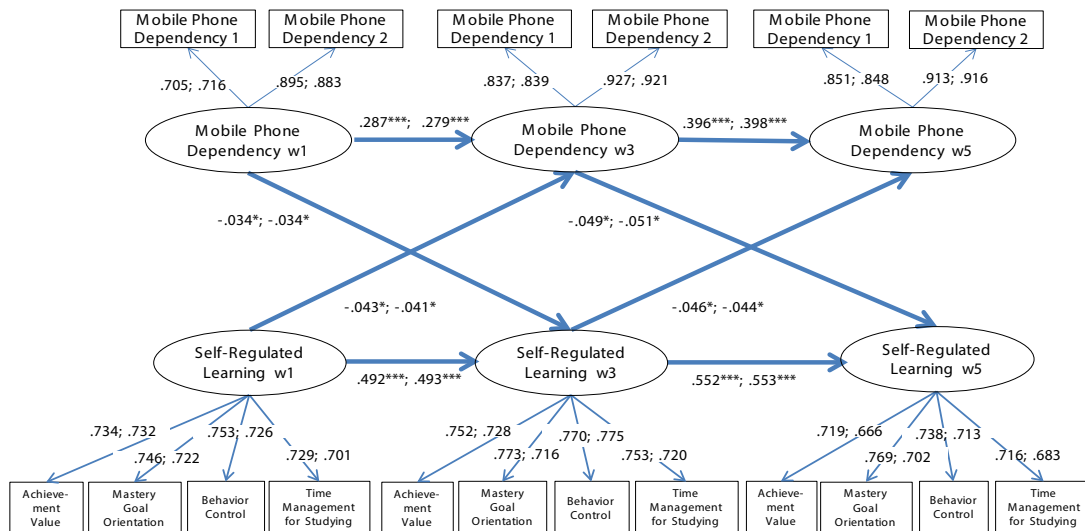 Mobile Phone
Dependency 1
Mobile Phone
Dependency 2
Mobile Phone
Dependency 1
Mobile Phone
Dependency 2
Mobile Phone
Dependency 1
Mobile Phone
Dependency 2
.705; .716
.895; .883
.837; .839
.927; .921
.851; .848
.913; .916
Mobile Phone
Dependency w1
.287***; .279***
Mobile Phone
Dependency w3
.396***; .398***
Mobile Phone
Dependency w5
-.034*; -.034*
-.049*; -.051*
-.043*; -.041*
-.046*; -.044*
Self-Regulated
Learning w1
.492***; .493***
Self-Regulated
Learning w3
.552***; .553***
Self-Regulated
Learning w5
.734; .732
.746; .722
.753; .726
.729; .701
.752; .728
.773; .716
.770; .775
.753; .720
.719; .666
.769; .702
.738; .713
.716; .683
Achieve-
ment
Value
Mastery
Goal
Orientation
Behavior
Control
Time
Management
for Studying
Achieve-
ment
Value
Mastery
Goal
Orientation
Behavior
Control
Time
Management
for Studying
Achieve-
ment
Value
Mastery
Goal
Orientation
Behavior
Control
Time
Management
for Studying